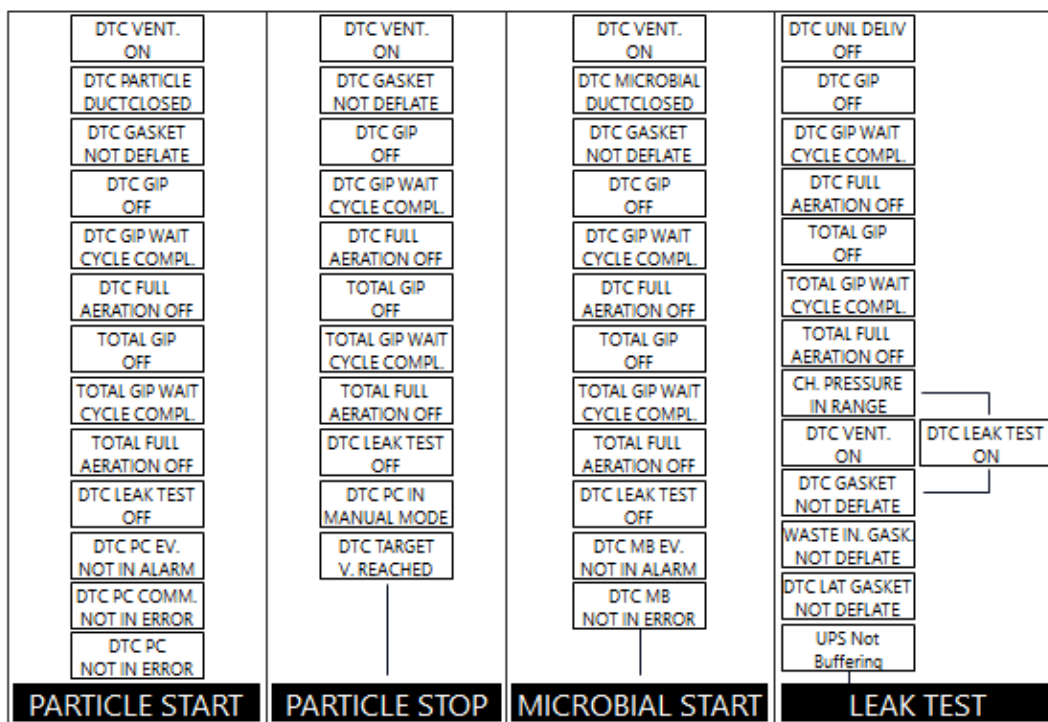 DTC VENT.
ON
DTC PARTICLE
DUCTCLOSED
DTC GASKET
NOT DEFLATE
DTC GIP
OFF
DTC GIP WAIT
CYCLE COMPL.
DTC FULL
AERATION OFF
TOTAL GIP
OFF
TOTAL GIP WAIT
CYCLE COMPL.
TOTAL FULL
AERATION OFF
DTC LEAK TEST
OFF
DTC PC EV.
NOT IN ALARM
DTC PC COMM.
NOT IN ERROR
DTC PC
NOT IN ERROR
PARTICLE START
DTC VENT.
ON
DTC GASKET
NOT DEFLATE
DTC GIP
OFF
DTC GIP WAIT
CYCLE COMPL.
DTC FULL
AERATION OFF
TOTAL GIP
OFF
TOTAL GIP WAIT
CYCLE COMPL.
TOTAL FULL
AERATION OFF
DTC LEAK TEST
OFF
DTC PC IN
MANUAL MODE
DTC TARGET
V. REACHED
PARTICLE STOP
DTC VENT.
ON
DTC MICROBIAL
DUCTCLOSED
DTC GASKET
NOT DEFLATE
DTC GIP
OFF
DTC GIP WAIT
CYCLE COMPL.
DTC FULL
AERATION OFF
TOTAL GIP
OFF
TOTAL GIP WAIT
CYCLE COMPL.
TOTAL FULL
AERATION OFF
DTC LEAK TEST
OFF
DTC MB EV.
NOT IN ALARM
DTC MB
NOT IN ERROR
MICROBIAL START
DTC UNL DELIV
OFF
DTC GIP
OFF
DTC GIP WAIT
CYCLE COMPL.
DTC FULL
AERATION OFF
TOTAL GIP
OFF
TOTAL GIP WAIT
CYCLE COMPL.
TOTAL FULL
AERATION OFF
CH. PRESSURE
IN RANGE
DTC VENT.
ON
DTC LEAK TEST
ON
DTC GASKET
NOT DEFLATE
WASTE IN. GASK.
NOT DEFLATE
DTC LAT GASKET
NOT DEFLATE
UPS Not
Buffering
LEAK TEST